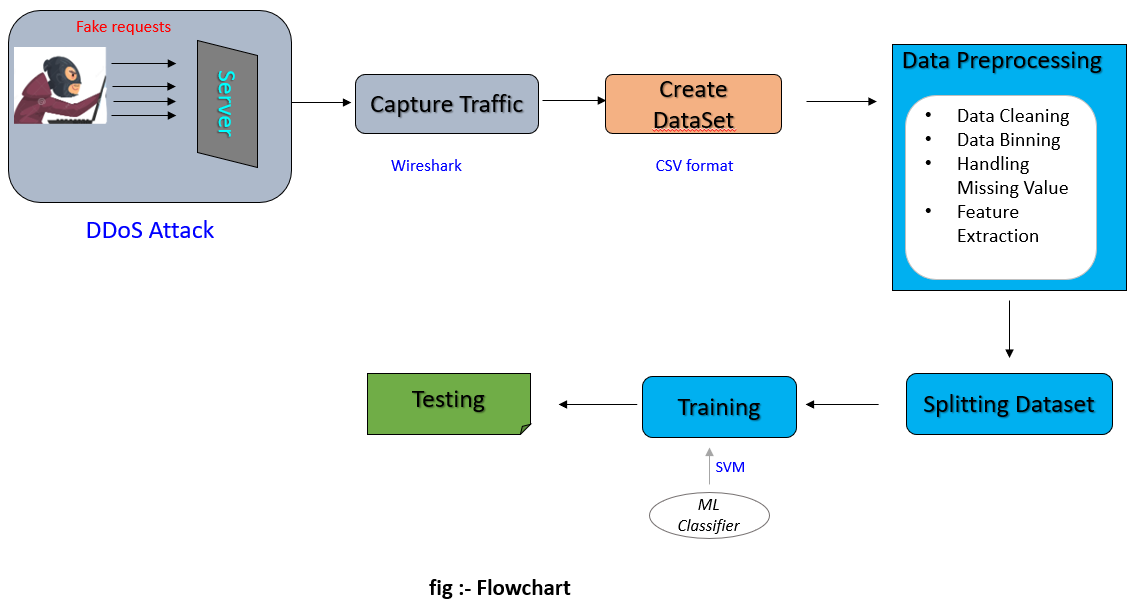 Fake requests
Server
DDoS Attack
Capture Traffic
Wireshark
Create
DataSet
CSV format
Data Preprocessing
• Data Cleaning
• Data Binning
• Handling
Missing Value
• Feature
Extraction
Splitting Dataset
Training
SVM
ML
Classifier
Testing
fig :- Flowchart